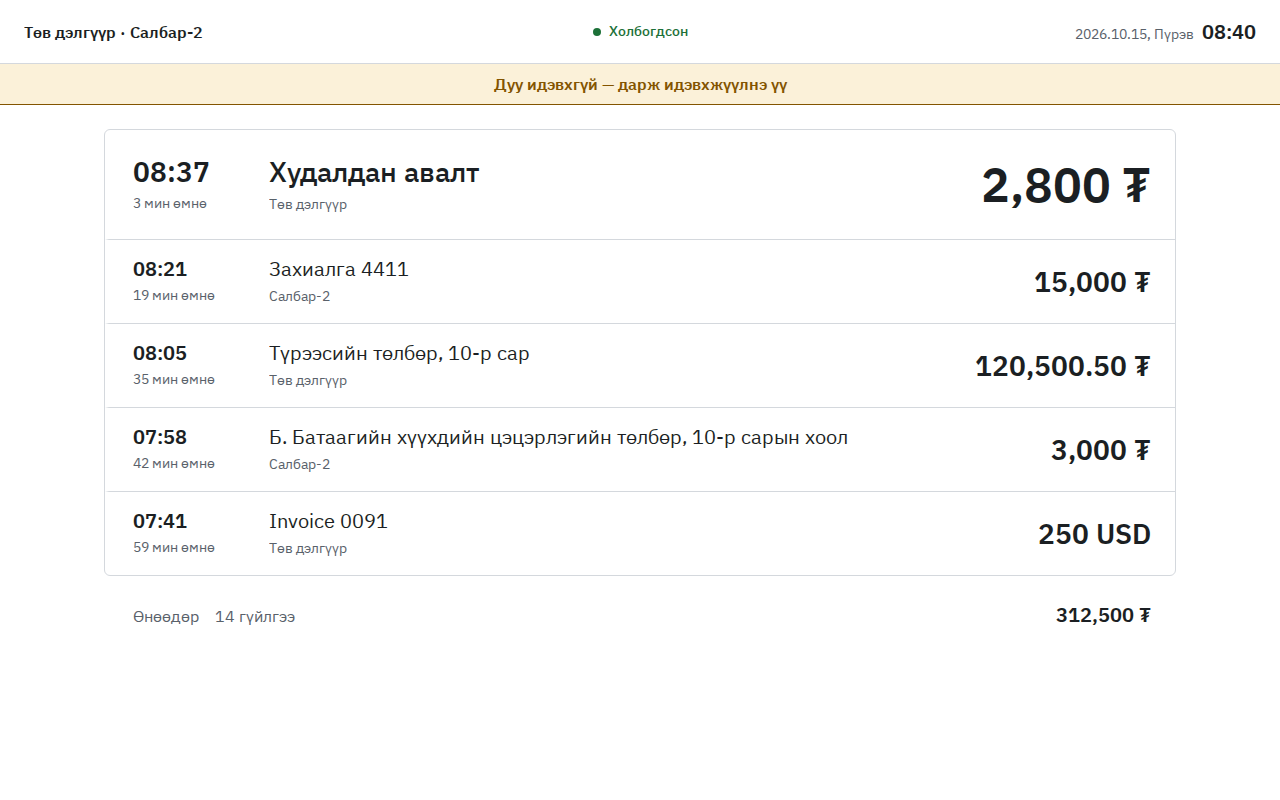 Төв дэлгүүр · Салбар-2
Холбогдсон
2026.10.15, Пүрэв 08:40
Дуу идэвхгүй — дарж идэвхжүүлнэ үү
08:37 Худалдан авалт 2,800 ₮
3 мин өмнө Төв дэлгүүр
08:21 Захиалга 4411 15,000 ₮
19 мин өмнө Салбар-2
08:05 Түрээсийн төлбөр, 10-р сар 120,500.50 ₮
35 мин өмнө Төв дэлгүүр
07:58 Б. Батаагийн хүүхдийн цэцэрлэгийн төлбөр, 10-р сарын хоол 3,000 ₮
42 мин өмнө Салбар-2
07:41 Invoice 0091 250 USD
59 мин өмнө Төв дэлгүүр
Өнөөдөр 14 гүйлгээ 312,500 ₮